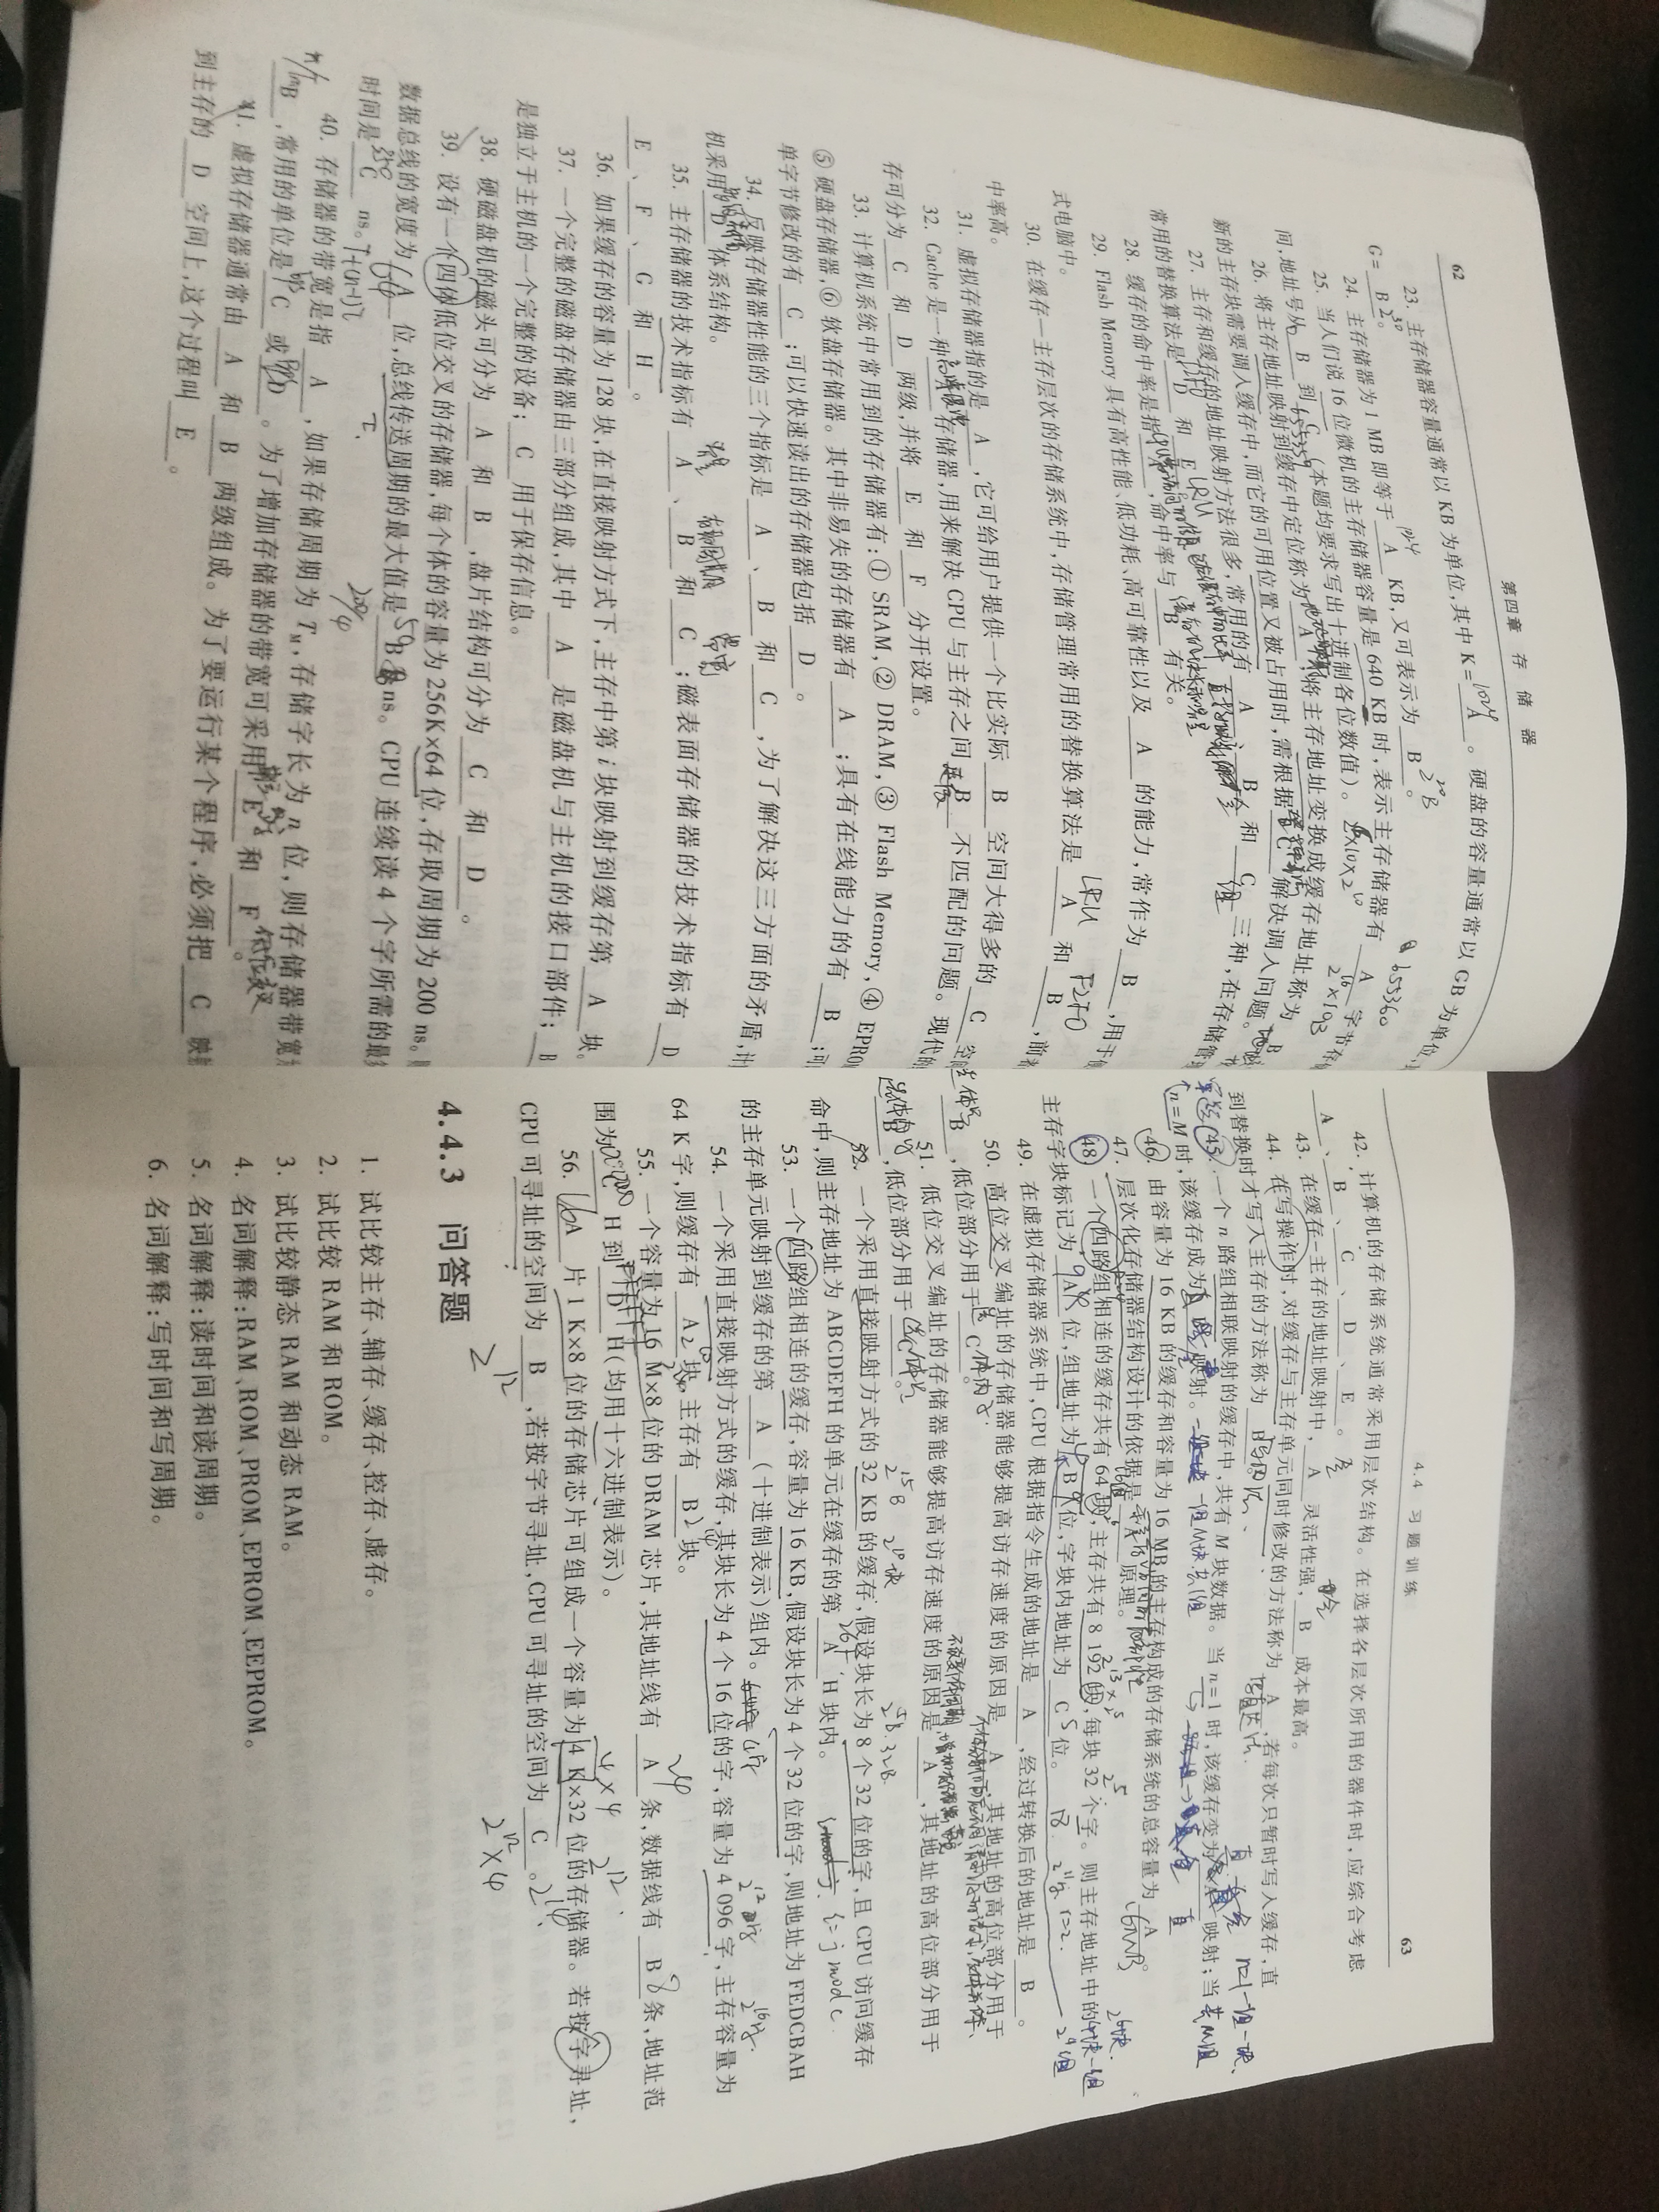 62
第四章 存储器
23. 主存储器容量通常以 KB 为单位,其中 K= A 1024 。硬盘的容量通常以 GB 为单位,
G= B 2^30 。
24. 主存储器为 1 MB 即等于 A KB,又可表示为 B 2^20B 。
25. 当人们说 16 位微机的主存储器容量是 640 KB 时,表示主存储器有 A 字节存
间,地址号从 B 到 C (本题均要求写出十进制各位数值)。
26. 将主存地址映射到缓存中定位称为 A ,将主存地址变换成缓存地址称为 B
新的主存块需要调入缓存中,而它的可用位置又被占用时,需根据 C 解决调入问题。
27. 主存和缓存的地址映射方法很多,常用的有 A 、 B 和 C 三种,在存储
常用的替换算法是 D 和 E LRU 。
28. 缓存的命中率是指 A ,命中率与 B 有关。
29. Flash Memory 具有高性能、低功耗、高可靠性以及 A 的能力,常作为 B ,用于
式电脑中。
30. 在缓存一主存层次的存储系统中,存储管理常用的替换算法是 A LRU 和 B FIFO ,前
中率高。
31. 虚拟存储器指的是 A ,它可给用户提供一个比实际 B 空间大得多的 C 空
32. Cache 是一种 A 存储器,用来解决 CPU 与主存之间 B 不匹配的问题。现代的
存可分为 C 和 D 两级,并将 E 和 F 分开设置。
33. 计算机系统中常用到的存储器有:① SRAM,② DRAM,③ Flash Memory,④ EPRO
⑤ 硬盘存储器,⑥ 软盘存储器。其中非易失的存储器有 A ;具有在线能力的有 B ;可
单字节修改的有 C ;可以快速读出的存储器包括 D 。
34. 反映存储器性能的三个指标是 A 、 B 和 C ,为了解决这三方面的矛盾,计
机采用 D 体系结构。
35. 主存储器的技术指标有 A 、 B 和 C ;磁表面存储器的技术指标有 D
E 、 F 、 G 和 H 。
36. 如果缓存的容量为 128 块,在直接映射方式下,主存中第 i 块映射到缓存第 A 块。
37. 一个完整的磁盘存储器由三部分组成,其中 A 是磁盘机与主机的接口部件; B
是独立于主机的一个完整的设备; C 用于保存信息。
38. 硬磁盘机的磁头可分为 A 和 B ,盘片结构可分为 C 和 D 。
39. 设有一个四体低位交叉的存储器,每个体的容量为 256K×64 位,存取周期为 200 ns。
数据总线的宽度为 A 64 位,总线传送周期的最大值是 B 50 ns。CPU 连续读 4 个字所需的最
时间是 C ns。 T+(n-1)τ
200/4
40. 存储器的带宽是指 A ,如果存储周期为 TM,存储字长为 n 位,则存储器带宽
B ,常用的单位是 C 或 D 。为了增加存储器的带宽可采用 E 和 F 。
41. 虚拟存储器通常由 A 和 B 两级组成。为了要运行某个程序,必须把 C 映
到主存的 D 空间上,这个过程叫 E 。
4.4 习题训练
63
42. 计算机的存储系统通常采用层次结构。在选择各层次所用的器件时,应综合考虑
A 、 B 、 C 、 D 、 E 。
43. 在缓存-主存的地址映射中, A 灵活性强, B 成本最高。
44. 在写操作时,对缓存与主存单元同时修改的方法称为 A ,若每次只暂时写入缓存,直
到替换时才写入主存的方法称为 B 。
45. 一个 n 路组相联映射的缓存中,共有 M 块数据。当 n=1 时,该缓存变为 A 映射;当
n=M 时,该缓存成为 B 映射。
46. 由容量为 16 KB 的缓存和容量为 16 MB 的主存构成的存储系统的总容量为 A 16MB 。
47. 层次化存储器结构设计的依据是 A 原理。
48. 一个四路组相连的缓存共有 64 块,主存共有 8 192 块,每块 32 个字。则主存地址中的
主存字块标记为 A 9 位,组地址为 B 4 位,字块内地址为 C 5 位。
49. 在虚拟存储器系统中,CPU 根据指令生成的地址是 A ,经过转换后的地址是 B 。
50. 高位交叉编址的存储器能够提高访存速度的原因是 A ,其地址的高位部分用于
B ,低位部分用于 C 。
51. 低位交叉编址的存储器能够提高访存速度的原因是 A ,其地址的高位部分用于
B ,低位部分用于 C 。
52. 一个采用直接映射方式的 32 KB 的缓存,假设块长为 8 个 32 位的字,且 CPU 访问缓存
命中,则主存地址为 ABCDEFH 的单元在缓存的第 A H 块内。
53. 一个四路组相连的缓存,容量为 16 KB,假设块长为 4 个 32 位的字,则地址为 FEDCBAH
的主存单元映射到缓存的第 A (十进制表示)组内。
54. 一个采用直接映射方式的缓存,其块长为 4 个 16 位的字,容量为 4 096 字,主存容量为
64 K 字,则缓存有 A 块,主存有 B 块。
55. 一个容量为 16 M×8 位的 DRAM 芯片,其地址线有 A 24 条,数据线有 B 8 条,地址范
围为 C H 到 D H(均用十六进制表示)。
56. A 16 片 1 K×8 位的存储芯片可组成一个容量为 4 K×32 位的存储器。若按字寻址,
CPU 可寻址的空间为 B ,若按字节寻址,CPU 可寻址的空间为 C 。
2^12
2^12×4
4.4.3 问答题
1. 试比较主存、辅存、缓存、控存、虚存。
2. 试比较 RAM 和 ROM。
3. 试比较静态 RAM 和动态 RAM。
4. 名词解释:RAM、ROM、PROM、EPROM、EEPROM。
5. 名词解释:读时间和读周期。
6. 名词解释:写时间和写周期。